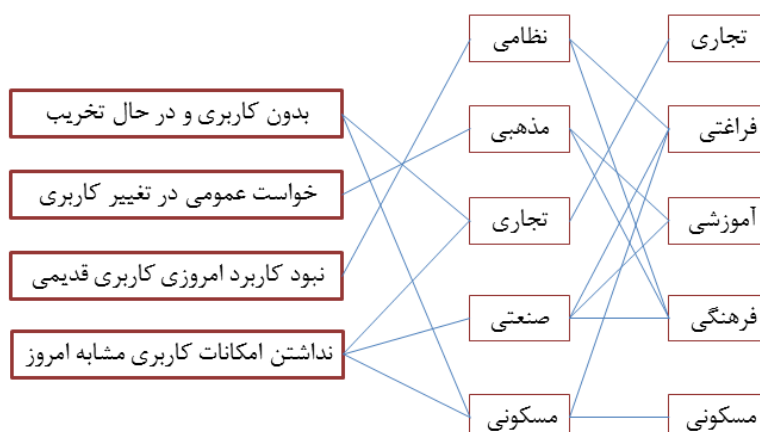 تجاری
فراغتی
آموزشی
فرهنگی
مسکونی
نظامی
مذهبی
تجاری
صنعتی
مسکونی
بدون کاربری و در حال تخریب
خواست عمومی در تغییر کاربری
نبود کاربرد امروزی کاربری قدیمی
نداشتن امکانات کاربری مشابه امروز